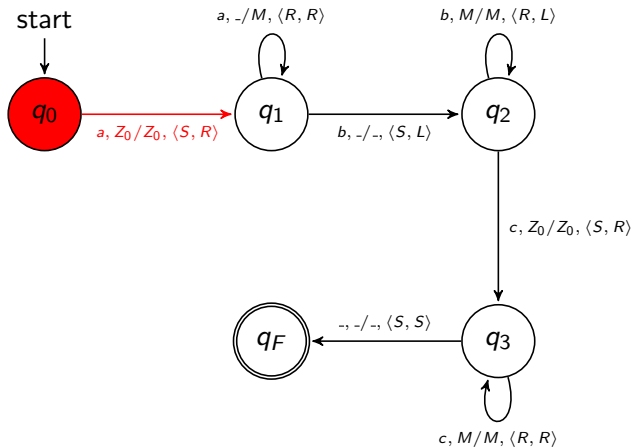 a, _/M, ⟨R, R⟩
b, M/M, ⟨R, L⟩
start
q0
q1
q2
a, Z0/Z0, ⟨S, R⟩
b, _/_, ⟨S, L⟩
c, Z0/Z0, ⟨S, R⟩
_, _/_, ⟨S, S⟩
qF
q3
c, M/M, ⟨R, R⟩